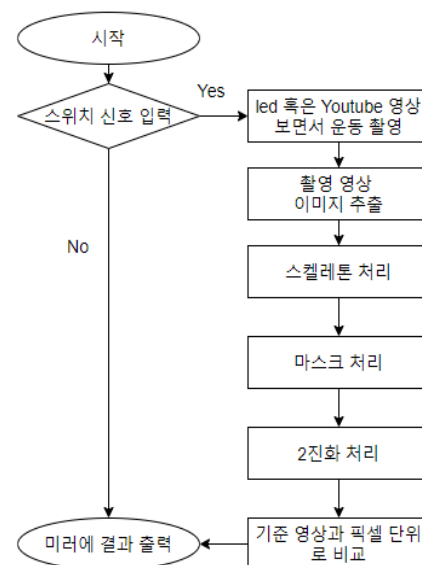 시작
스위치 신호 입력
Yes
No
led 혹은 Youtube 영상
보면서 운동 촬영
촬영 영상
이미지 추출
스켈레톤 처리
마스크 처리
2진화 처리
기준 영상과 픽셀 단위
로 비교
미러에 결과 출력